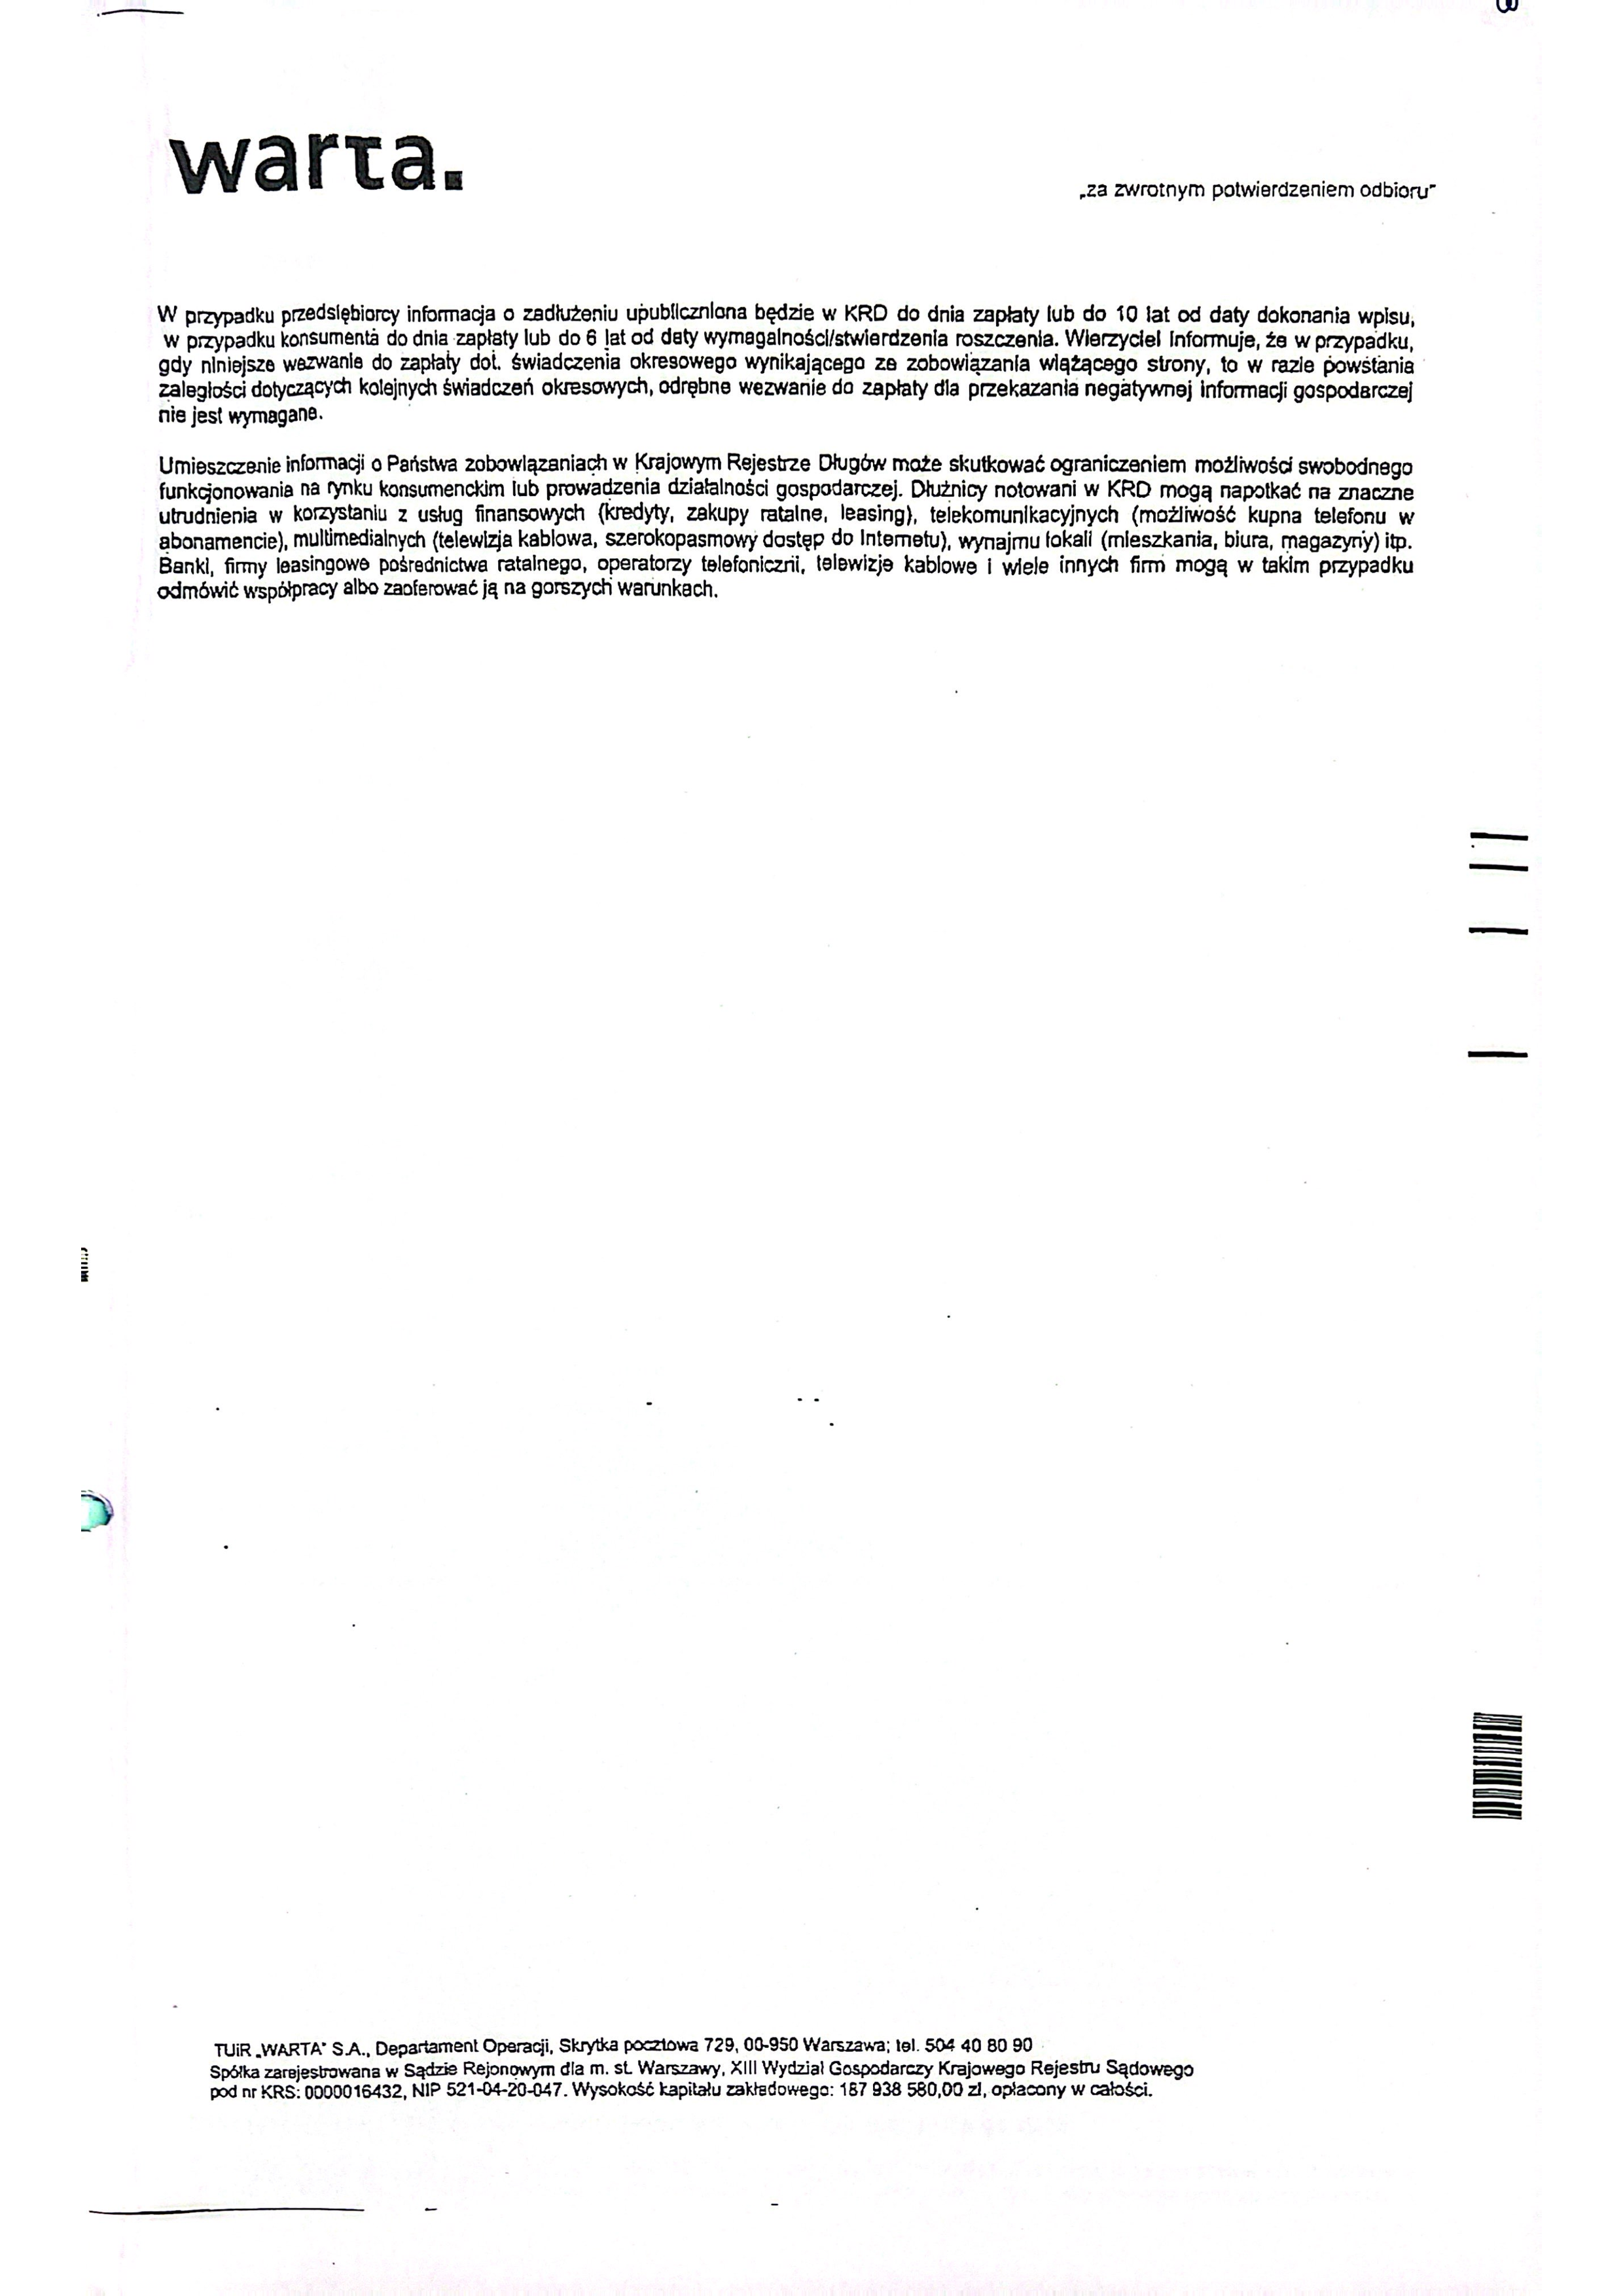 warta.
„za zwrotnym potwierdzeniem odbioru"
W przypadku przedsiębiorcy informacja o zadłużeniu upubliczniona będzie w KRD do dnia zapłaty lub do 10 lat od daty dokonania wpisu,
w przypadku konsumenta do dnia zapłaty lub do 6 lat od daty wymagalności/stwierdzenia roszczenia. Wierzyciel informuje, że w przypadku,
gdy niniejsze wezwanie do zapłaty dot. świadczenia okresowego wynikającego ze zobowiązania wiążącego strony, to w razie powstania
zaległości dotyczących kolejnych świadczeń okresowych, odrębne wezwanie do zapłaty dla przekazania negatywnej informacji gospodarczej
nie jest wymagane.
Umieszczenie informacji o Państwa zobowiązaniach w Krajowym Rejestrze Długów może skutkować ograniczeniem możliwości swobodnego
funkcjonowania na rynku konsumenckim lub prowadzenia działalności gospodarczej. Dłużnicy notowani w KRD mogą napotkać na znaczne
utrudnienia w korzystaniu z usług finansowych (kredyty, zakupy ratalne, leasing), telekomunikacyjnych (możliwość kupna telefonu w
abonamencie), multimedialnych (telewizja kablowa, szerokopasmowy dostęp do Internetu), wynajmu lokali (mieszkania, biura, magazyny) itp.
Banki, firmy leasingowe pośrednictwa ratalnego, operatorzy telefoniczni, telewizje kablowe i wiele innych firm mogą w takim przypadku
odmówić współpracy albo zaoferować ją na gorszych warunkach.
TUiR „WARTA" S.A., Departament Operacji, Skrytka pocztowa 729, 00-950 Warszawa; tel. 504 40 80 90
Spółka zarejestrowana w Sądzie Rejonowym dla m. st. Warszawy, XIII Wydział Gospodarczy Krajowego Rejestru Sądowego
pod nr KRS: 0000016432, NIP 521-04-20-047. Wysokość kapitału zakładowego: 187 938 580,00 zł, opłacony w całości.